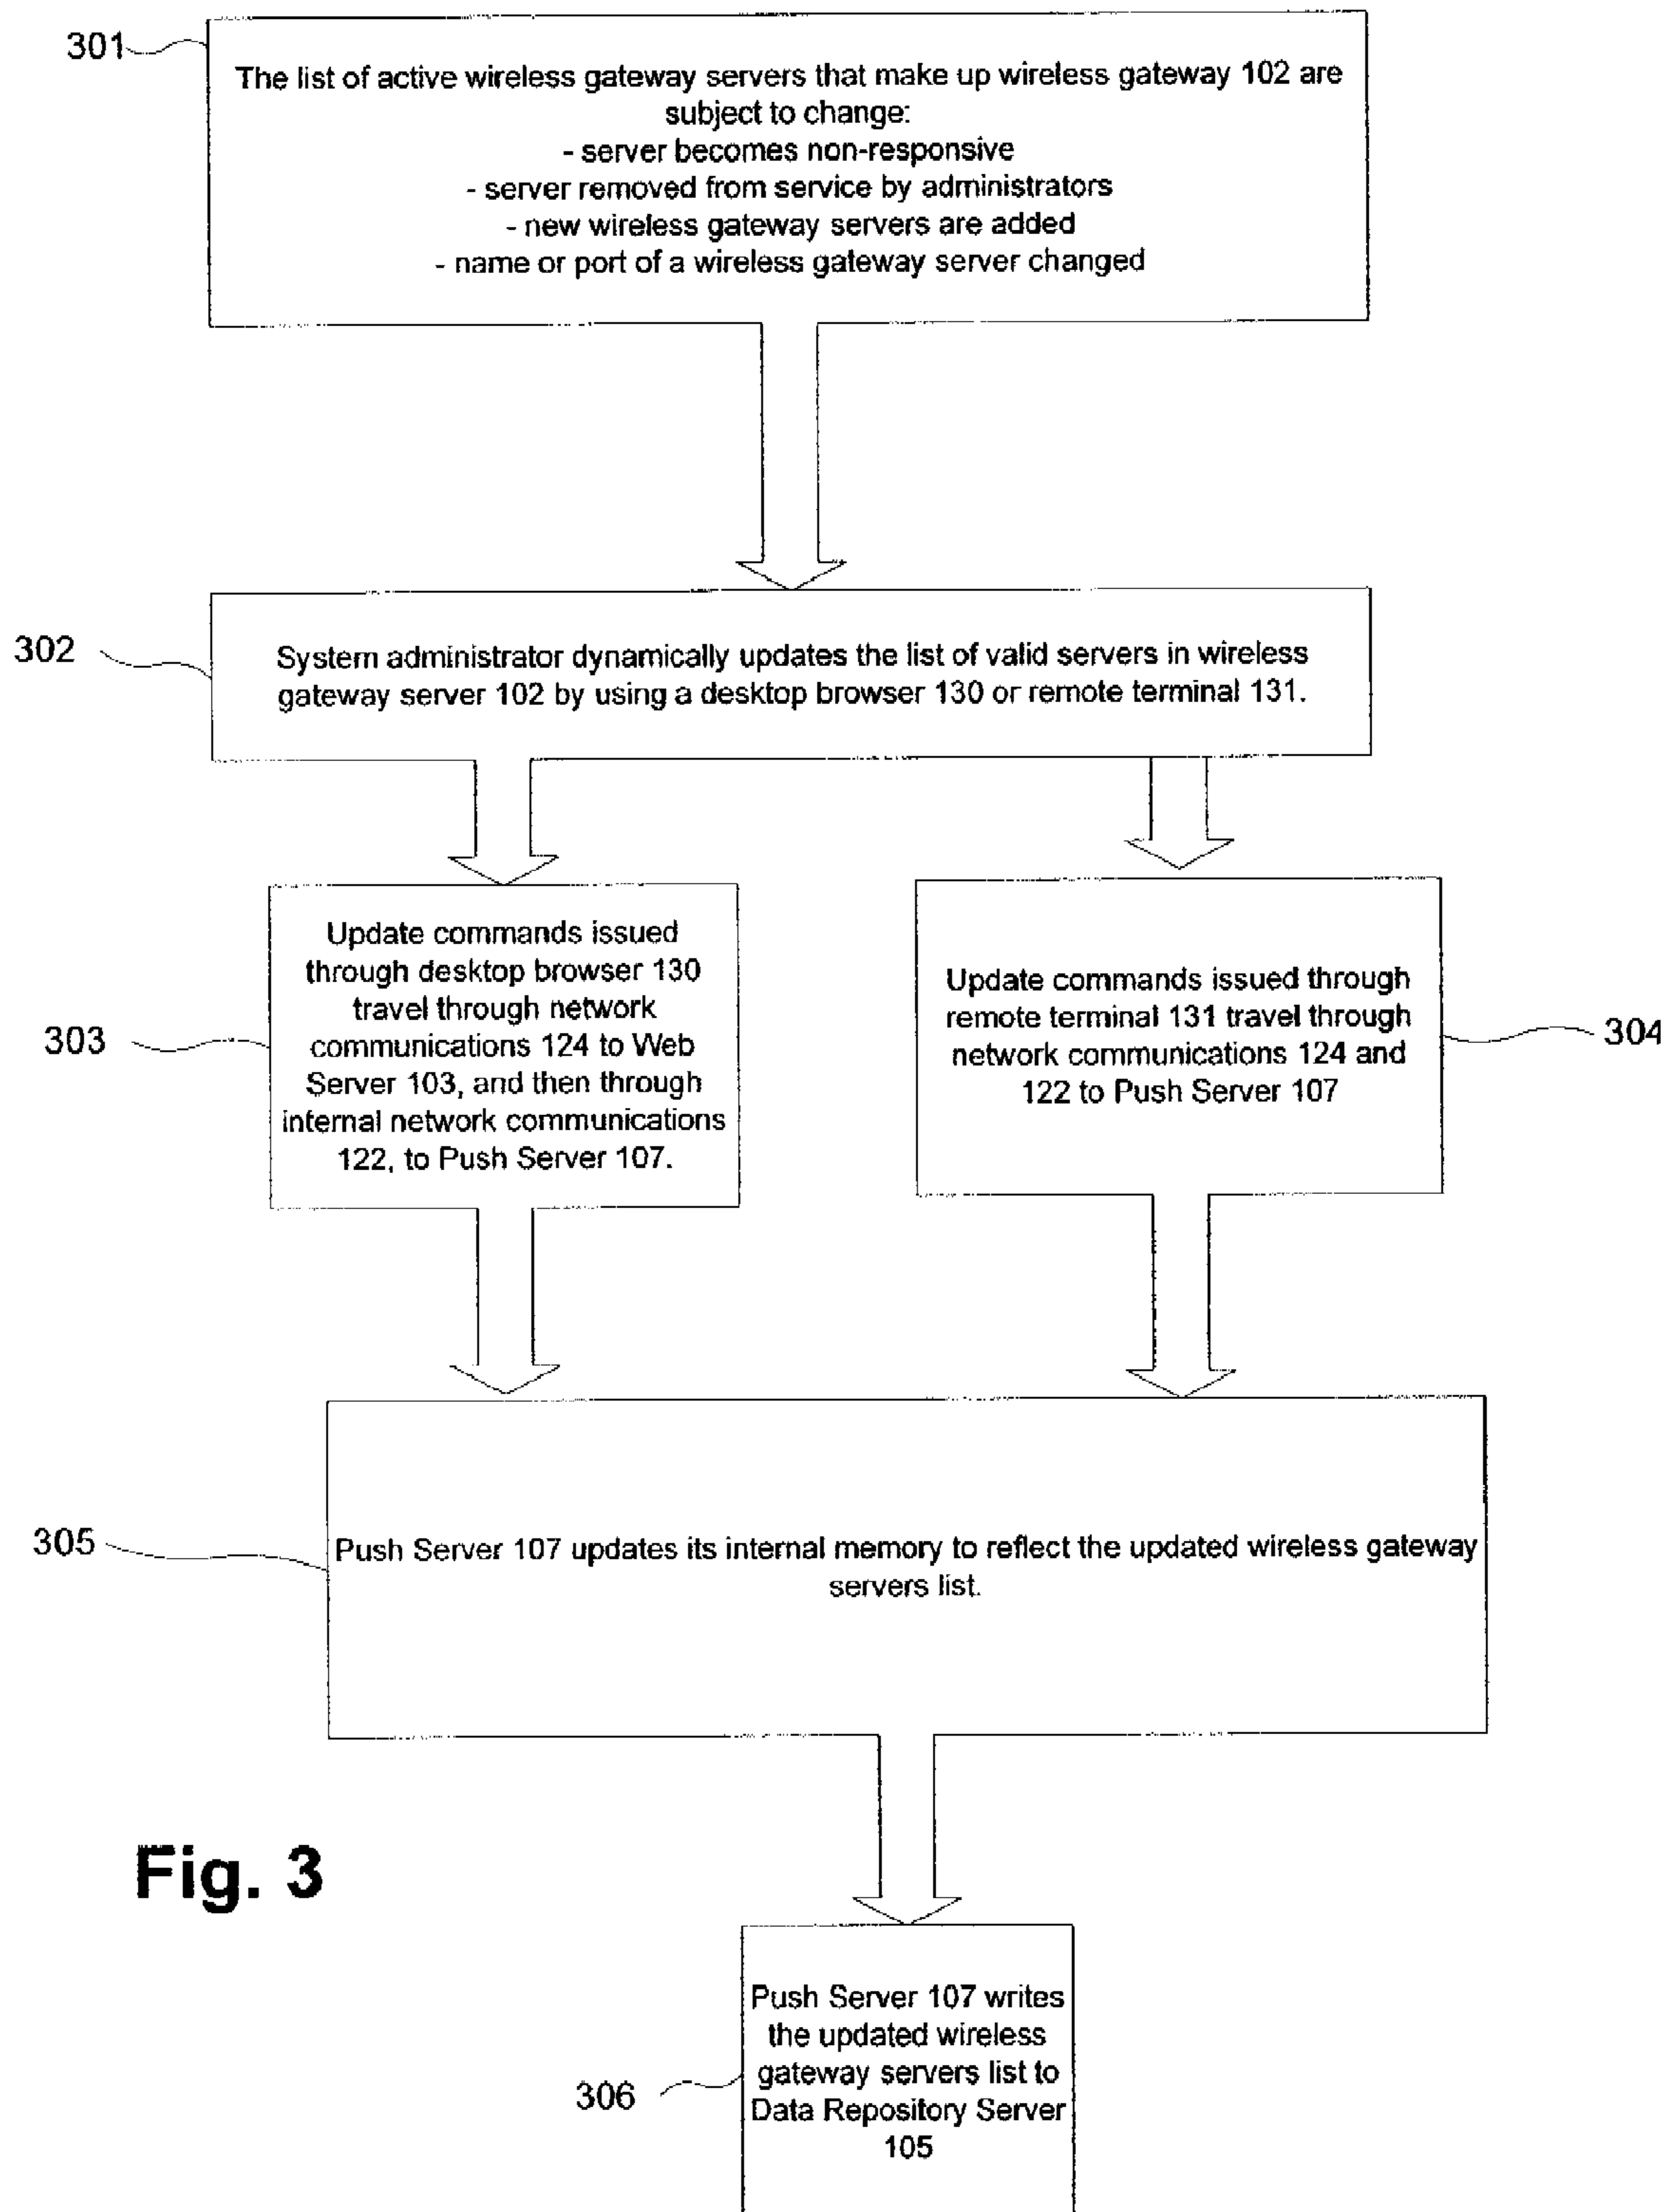 301
The list of active wireless gateway servers that make up wireless gateway 102 are
subject to change:
- server becomes non-responsive
- server removed from service by administrators
- new wireless gateway servers are added
- name or port of a wireless gateway server changed
302
System administrator dynamically updates the list of valid servers in wireless
gateway server 102 by using a desktop browser 130 or remote terminal 131.
303
Update commands issued
through desktop browser 130
travel through network
communications 124 to Web
Server 103, and then through
internal network communications
122, to Push Server 107.
Update commands issued through
remote terminal 131 travel through
network communications 124 and
122 to Push Server 107
304
305
Push Server 107 updates its internal memory to reflect the updated wireless gateway
servers list.
Fig. 3
306
Push Server 107 writes
the updated wireless
gateway servers list to
Data Repository Server
105